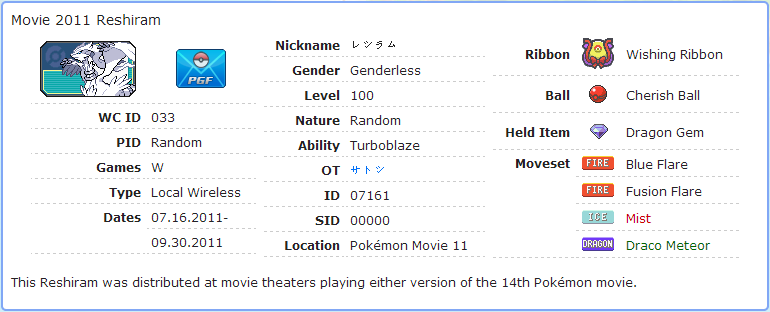 Movie 2011 Reshiram
PGF
WC ID 033
PID Random
Games W
Type Local Wireless
Dates 07.16.2011-
09.30.2011
Nickname レシラム
Gender Genderless
Level 100
Nature Random
Ability Turboblaze
OT サトシ
ID 07161
SID 00000
Location Pokémon Movie 11
Ribbon Wishing Ribbon
Ball Cherish Ball
Held Item Dragon Gem
Moveset FIRE Blue Flare
FIRE Fusion Flare
ICE Mist
DRAGON Draco Meteor
This Reshiram was distributed at movie theaters playing either version of the 14th Pokémon movie.